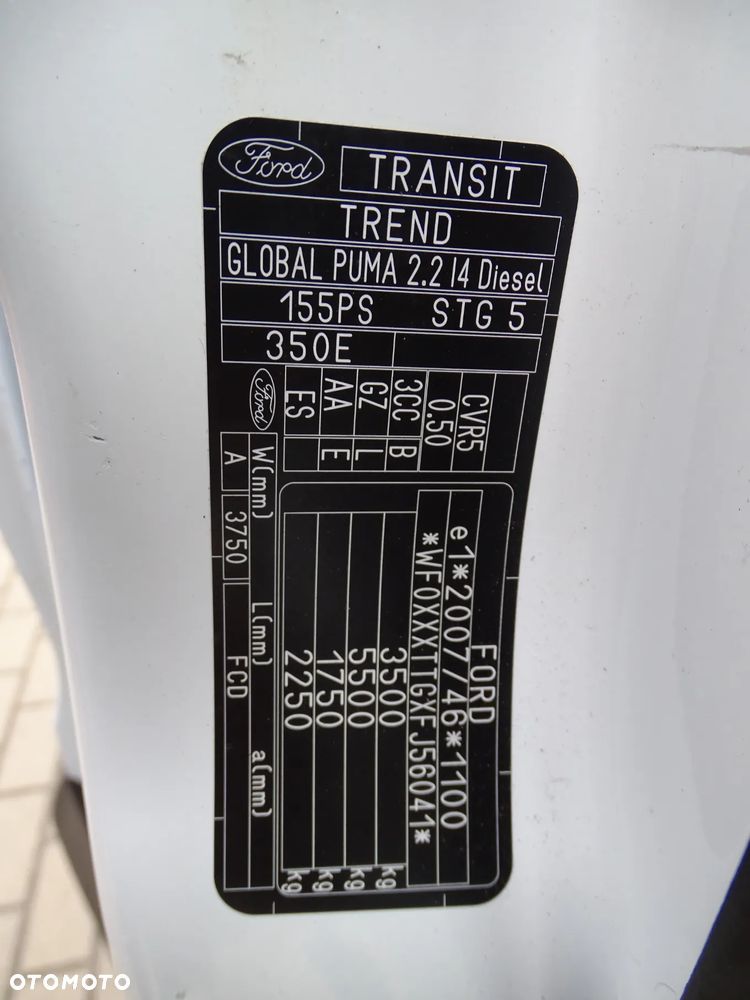 Ford
TRANSIT
TREND
GLOBAL PUMA 2.2 I4 Diesel
155PS STG 5
350E
Ford
CVR5
0.50
3CC B
GZ L
AA E
ES
FORD
e1*2007/46*1100
*WF0XXXTTGXFJ56041*
3500 kg
5500 kg
1750 kg
2250 kg
W(mm) L(mm) a(mm)
A 3750 FCD
OTOMOTO